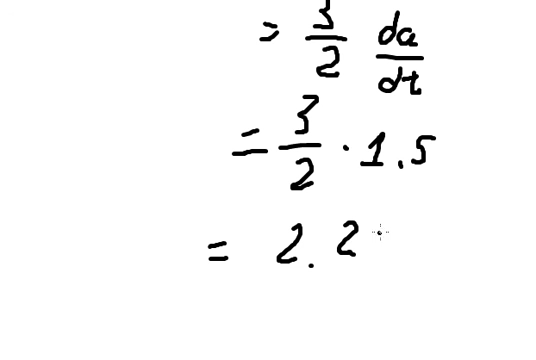 = 3/2 da/dt
= 3/2 · 1.5
= 2.2